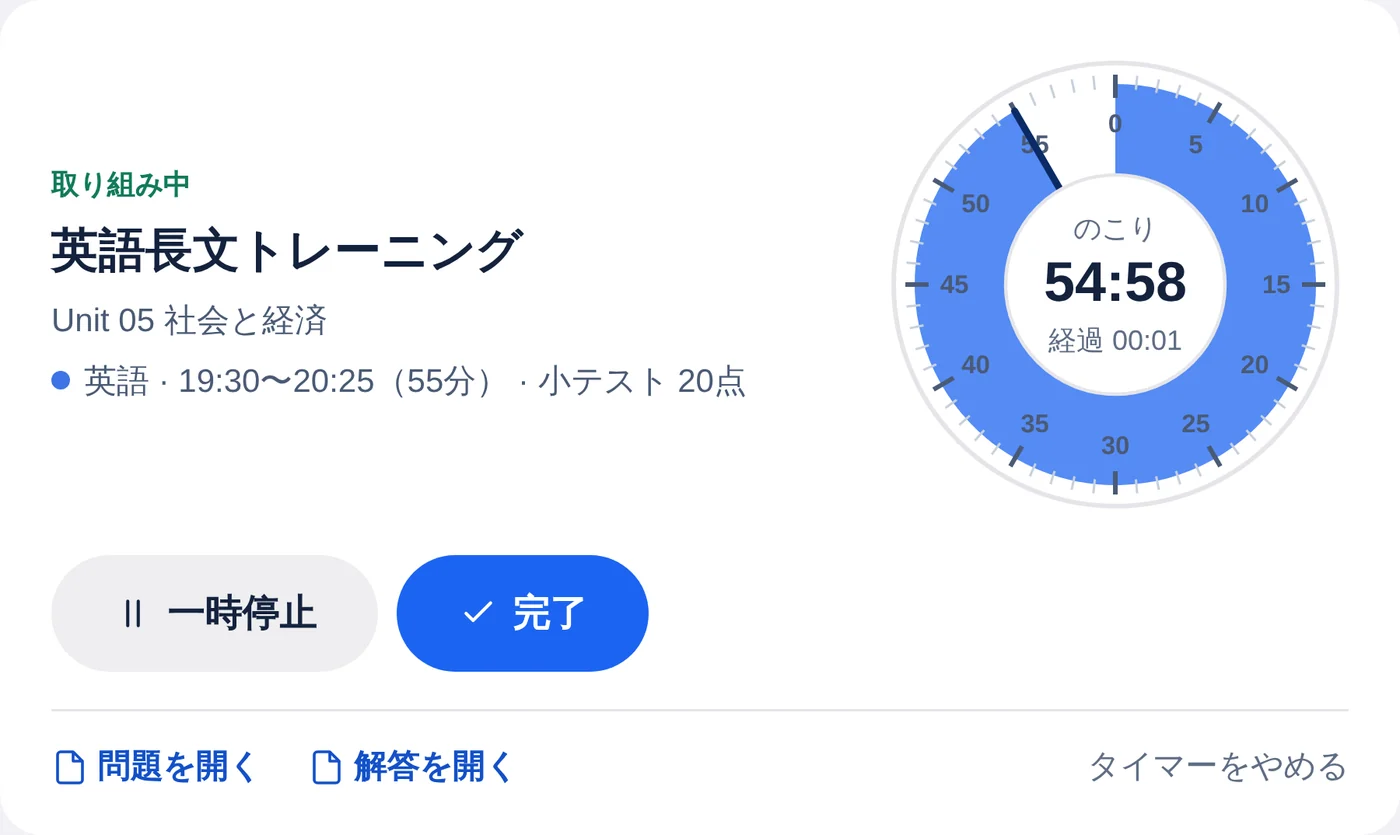 取り組み中
英語長文トレーニング
Unit 05 社会と経済
英語 · 19:30〜20:25（55分） · 小テスト 20点
0
5
10
15
20
25
30
35
40
45
50
55
のこり
54:58
経過 00:01
一時停止
完了
問題を開く
解答を開く
タイマーをやめる